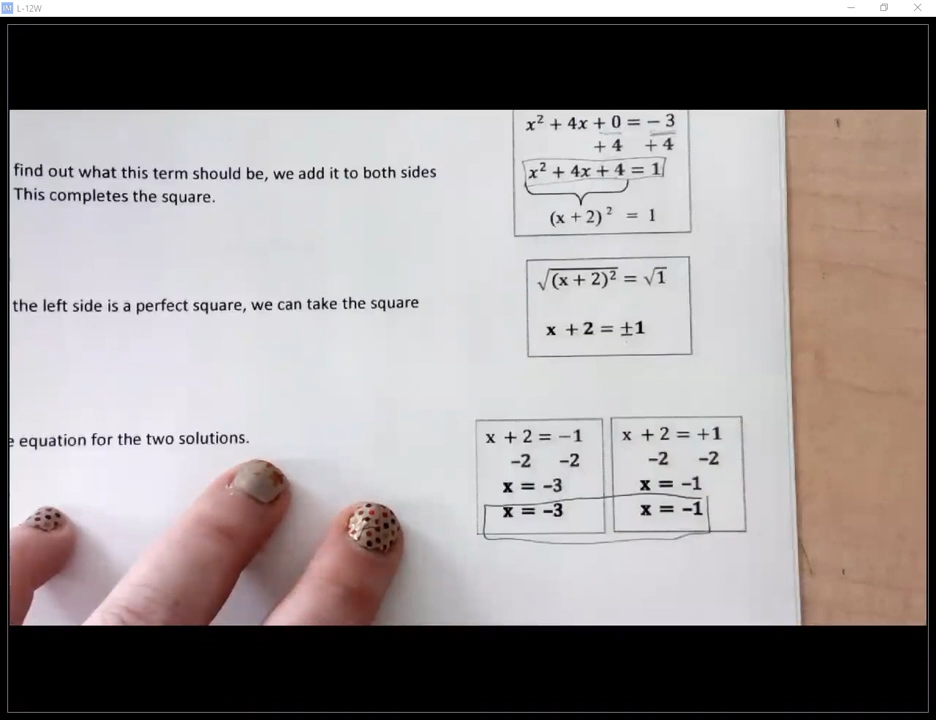 L-12W
x² + 4x + 0 = − 3
+ 4 + 4
find out what this term should be, we add it to both sides
x² + 4x + 4 = 1
This completes the square.
(x + 2)² = 1
√(x + 2)² = √1
the left side is a perfect square, we can take the square
x + 2 = ±1
e equation for the two solutions.
x + 2 = −1
−2 −2
x = −3
x = −3
x + 2 = +1
−2 −2
x = −1
x = −1